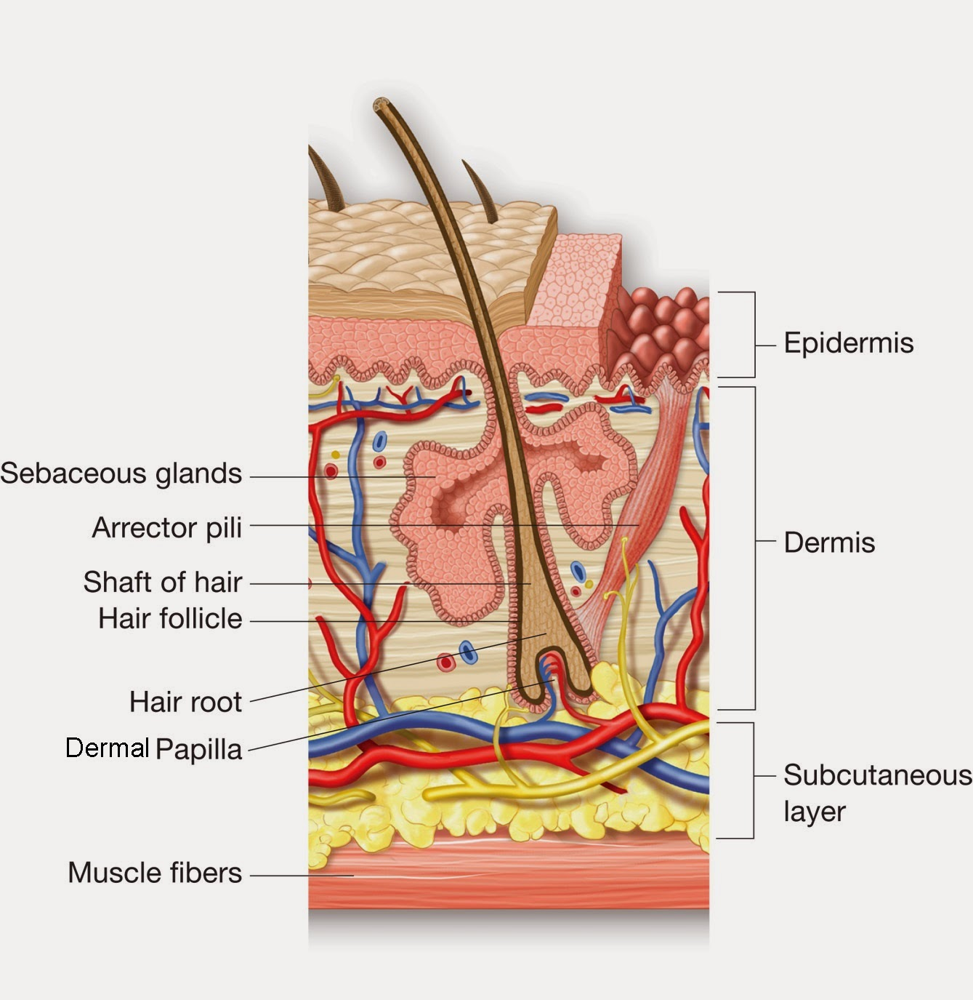 Epidermis
Sebaceous glands
Arrector pili
Dermis
Shaft of hair
Hair follicle
Hair root
Dermal Papilla
Subcutaneous
layer
Muscle fibers